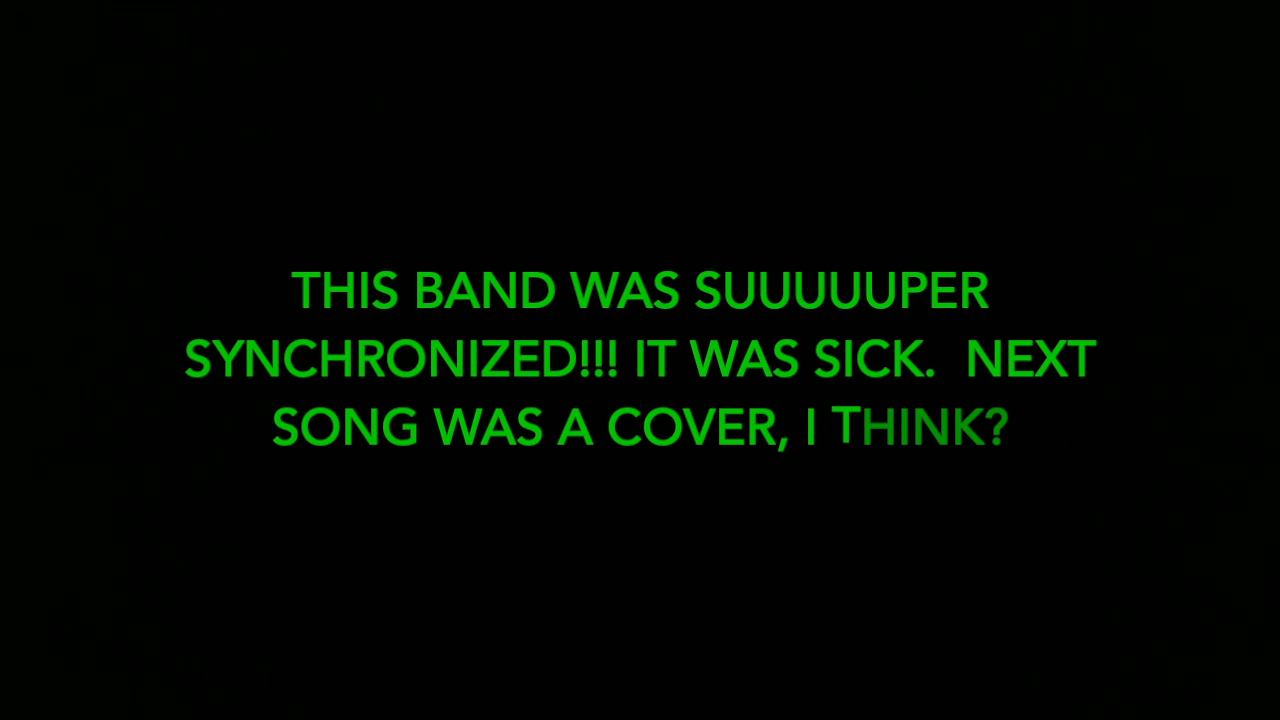 THIS BAND WAS SUUUUUPER
SYNCHRONIZED!!! IT WAS SICK.  NEXT
SONG WAS A COVER, I THINK?